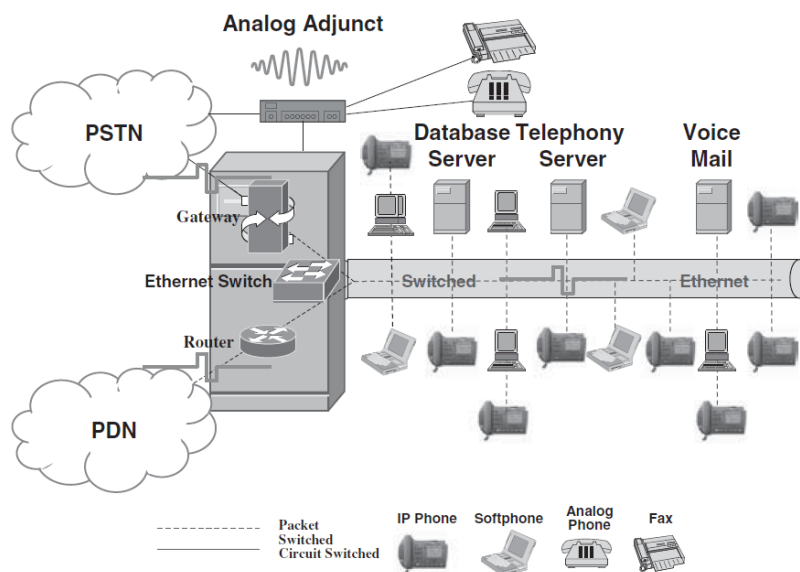 Analog Adjunct
PSTN
Database
Server
Telephony
Server
Voice
Mail
Gateway
Ethernet Switch
Switched
Ethernet
Router
PDN
Packet
Switched
Circuit Switched
IP Phone
Softphone
Analog
Phone
Fax